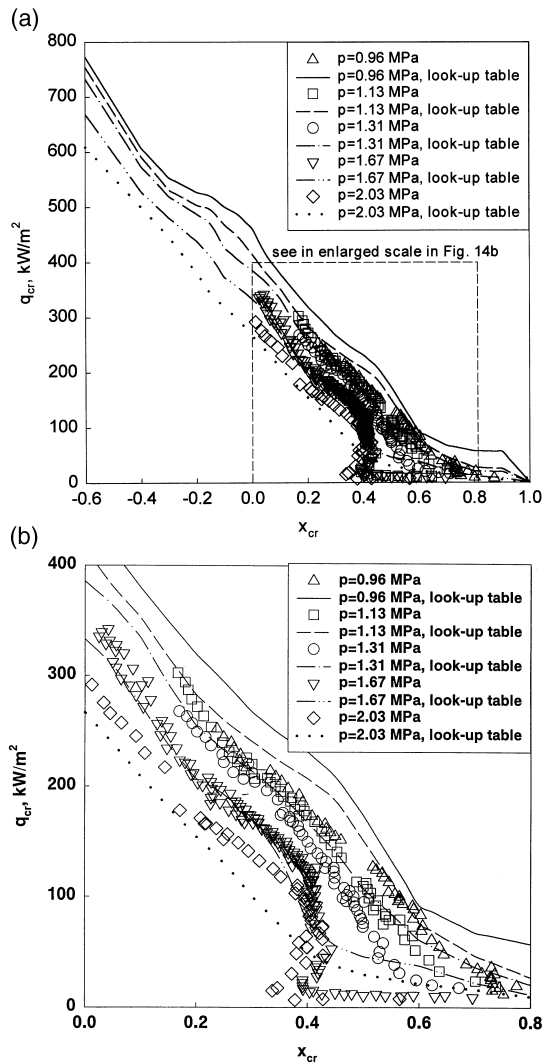 (a)
800
700
600
500
400
300
200
100
0
q_cr, kW/m²
-0.6
-0.4
-0.2
0.0
0.2
0.4
0.6
0.8
1.0
x_cr
p=0.96 MPa
p=0.96 MPa, look-up table
p=1.13 MPa
p=1.13 MPa, look-up table
p=1.31 MPa
p=1.31 MPa, look-up table
p=1.67 MPa
p=1.67 MPa, look-up table
p=2.03 MPa
p=2.03 MPa, look-up table
see in enlarged scale in Fig. 14b
(b)
400
300
200
100
0
q_cr, kW/m²
0.0
0.2
0.4
0.6
0.8
x_cr
p=0.96 MPa
p=0.96 MPa, look-up table
p=1.13 MPa
p=1.13 MPa, look-up table
p=1.31 MPa
p=1.31 MPa, look-up table
p=1.67 MPa
p=1.67 MPa, look-up table
p=2.03 MPa
p=2.03 MPa, look-up table